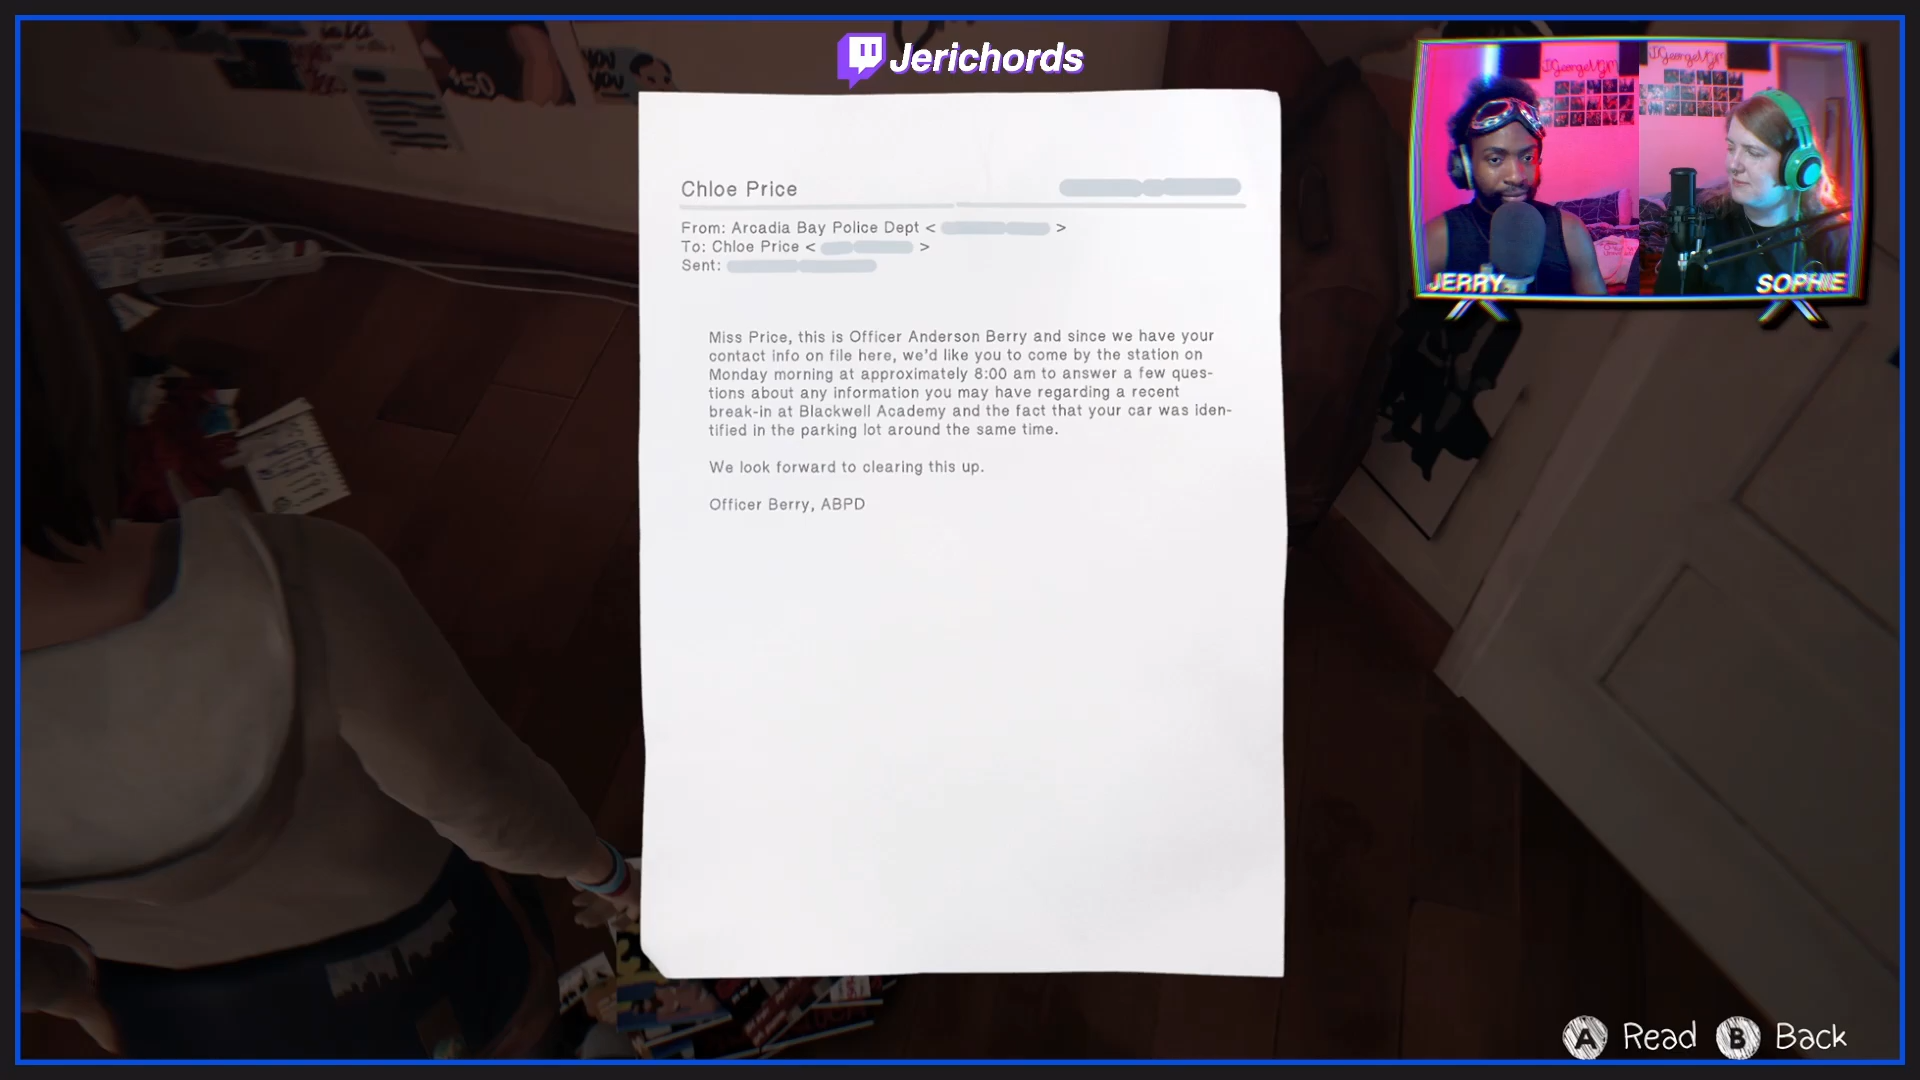 Jerichords
$50
YOU
YOU
JERRY
SOPHIE
Chloe Price
From: Arcadia Bay Police Dept < >
To: Chloe Price < >
Sent:
Miss Price, this is Officer Anderson Berry and since we have your
contact info on file here, we'd like you to come by the station on
Monday morning at approximately 8:00 am to answer a few ques-
tions about any information you may have regarding a recent
break-in at Blackwell Academy and the fact that your car was iden-
tified in the parking lot around the same time.
We look forward to clearing this up.
Officer Berry, ABPD
A Read B Back